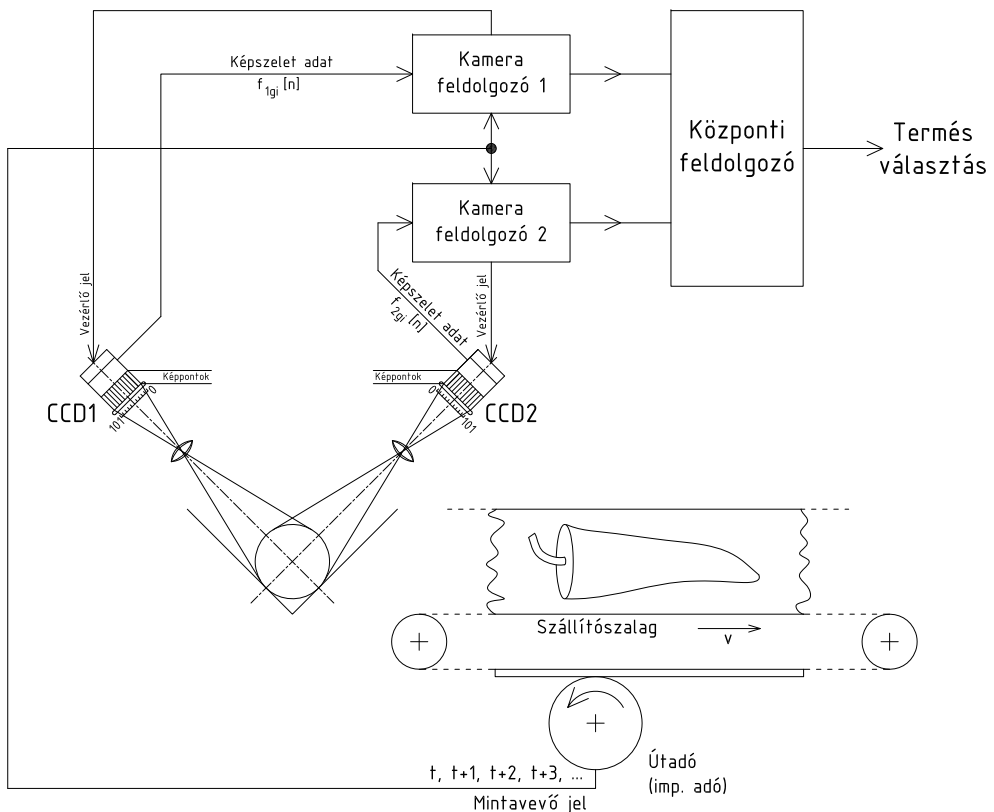 Képszelet adat
f1gi [n]
Kamera
feldolgozó 1
Központi
feldolgozó
Termés
választás
Kamera
feldolgozó 2
Vezérlő jel
Képszelet adat
f2gi [n]
Vezérlő jel
Képpontok
Képpontok
0
101
0
101
CCD1
CCD2
Szállítószalag
v
t, t+1, t+2, t+3, ...
Mintavevő jel
Útadó
(imp. adó)